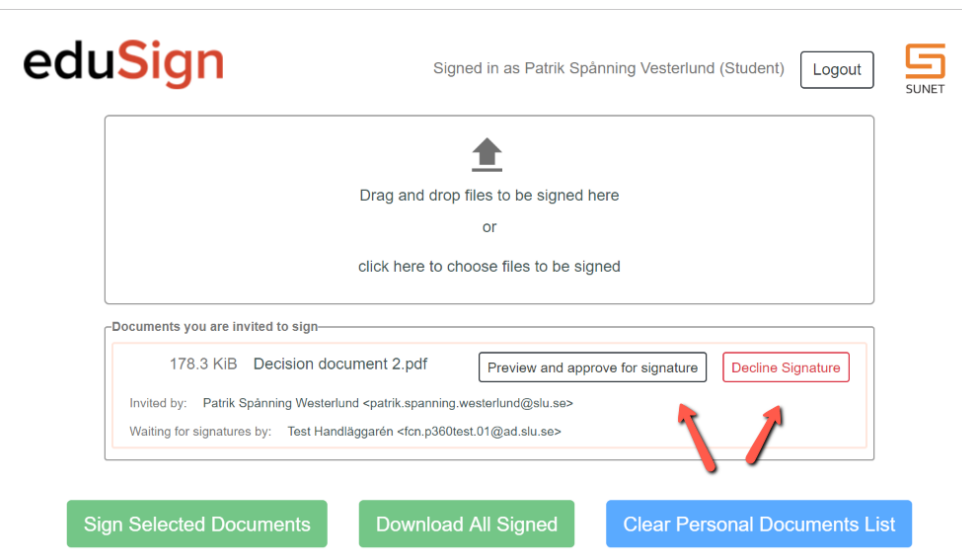 eduSign
Signed in as Patrik Spånning Vesterlund (Student)
Logout
SUNET
Drag and drop files to be signed here
or
click here to choose files to be signed
Documents you are invited to sign
178.3 KiB Decision document 2.pdf
Preview and approve for signature
Decline Signature
Invited by: Patrik Spånning Westerlund <patrik.spanning.westerlund@slu.se>
Waiting for signatures by: Test Handläggarén <fcn.p360test.01@ad.slu.se>
Sign Selected Documents
Download All Signed
Clear Personal Documents List